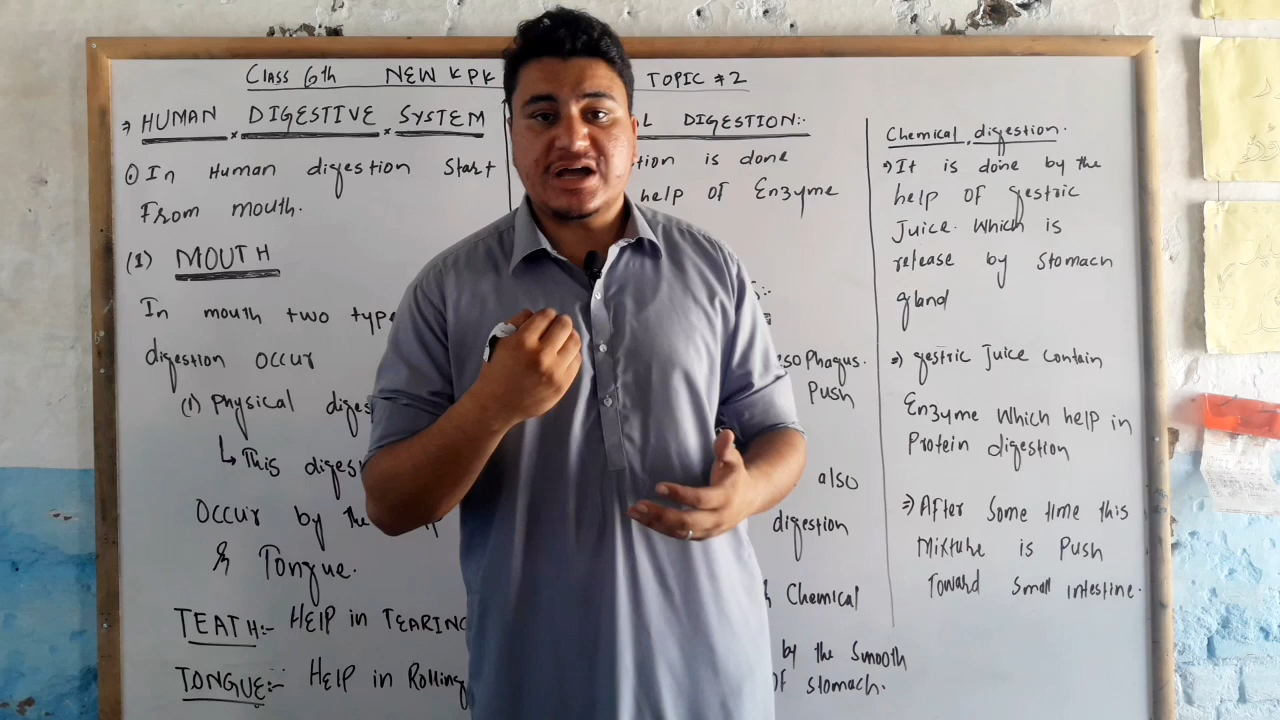 Class 6th NEW KPK TOPIC #2
→ HUMAN DIGESTIVE SYSTEM
① In Human digestion Start
From mouth.
(1) MOUTH
In mouth two type
digestion occur
(1) Physical diges
↳ This diges
Occur by the
& Tongue.
TEATH:- HElP in TEARING
TONGUE:- HElP in Rolling
L DIGESTION:-
tion is done
help of Enzyme
esophagus.
Push
also
digestion
& Chemical
by the Smooth
of stomach.
Chemical digestion.
→ It is done by the
help of gestric
Juice. Which is
release by stomach
gland
⇒ gestric Juice contain
Enzyme Which help in
Protein digestion
⇒ After Some time this
Mixture is Push
Toward Small intestine.